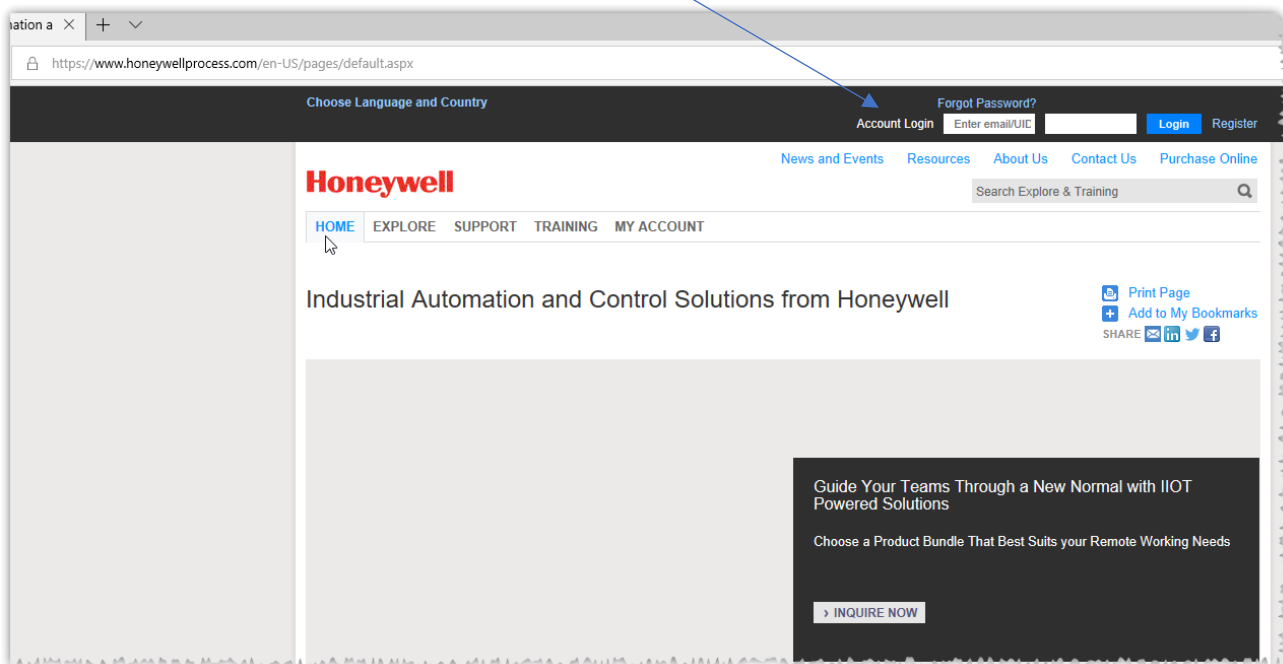 ation a
https://www.honeywellprocess.com/en-US/pages/default.aspx
Choose Language and Country
Forgot Password?
Account Login Enter email/UID Login Register
News and Events Resources About Us Contact Us Purchase Online
Honeywell
Search Explore & Training
HOME EXPLORE SUPPORT TRAINING MY ACCOUNT
Industrial Automation and Control Solutions from Honeywell
Print Page
Add to My Bookmarks
SHARE
Guide Your Teams Through a New Normal with IIOT
Powered Solutions
Choose a Product Bundle That Best Suits your Remote Working Needs
› INQUIRE NOW